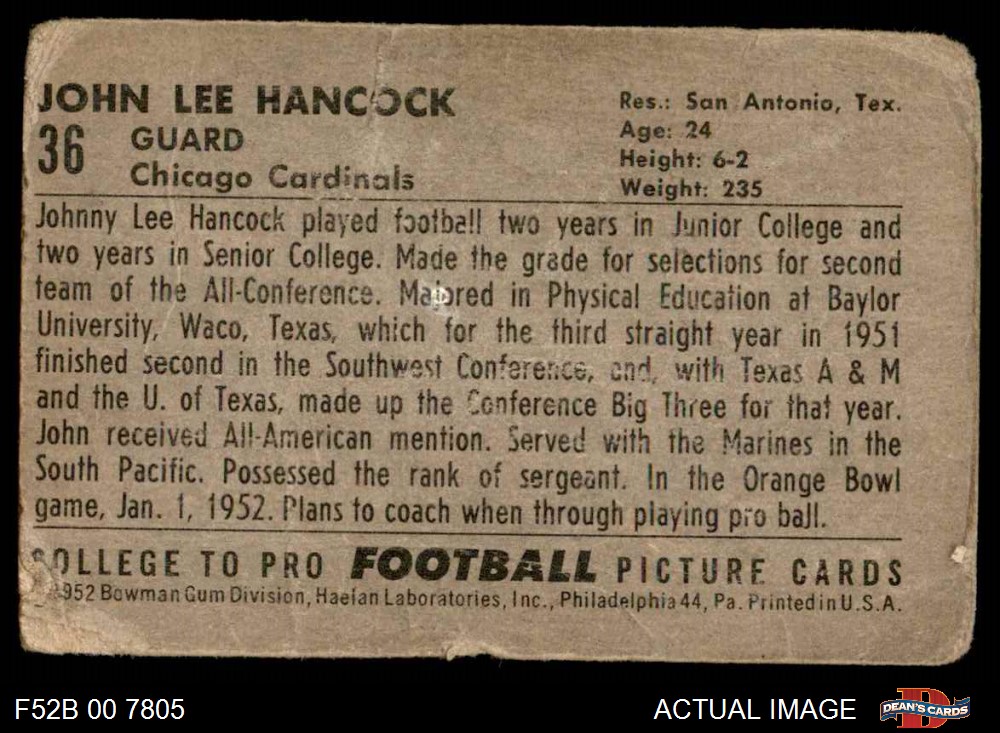 JOHN LEE HANCOCK
36 GUARD
Chicago Cardinals
Res.: San Antonio, Tex.
Age: 24
Height: 6-2
Weight: 235
Johnny Lee Hancock played football two years in Junior College and
two years in Senior College. Made the grade for selections for second
team of the All-Conference. Majored in Physical Education at Baylor
University, Waco, Texas, which for the third straight year in 1951
finished second in the Southwest Conference, and, with Texas A & M
and the U. of Texas, made up the Conference Big Three for that year.
John received All-American mention. Served with the Marines in the
South Pacific. Possessed the rank of sergeant. In the Orange Bowl
game, Jan. 1, 1952. Plans to coach when through playing pro ball.
COLLEGE TO PRO FOOTBALL PICTURE CARDS
1952 Bowman Gum Division, Haelan Laboratories, Inc., Philadelphia 44, Pa. Printed in U.S.A.
F52B 00 7805
ACTUAL IMAGE
DEAN'S CARDS